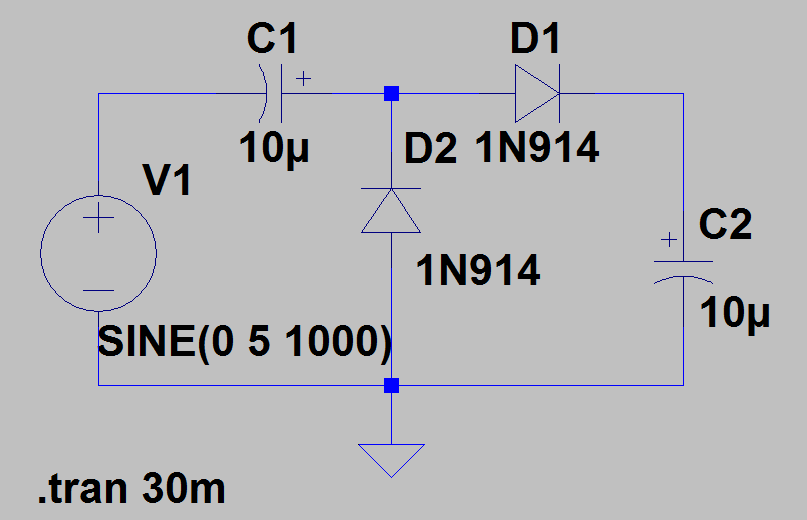 C1
D1
+
10µ
D2
1N914
V1
+
C2
+
1N914
10µ
−
SINE(0 5 1000)
.tran 30m